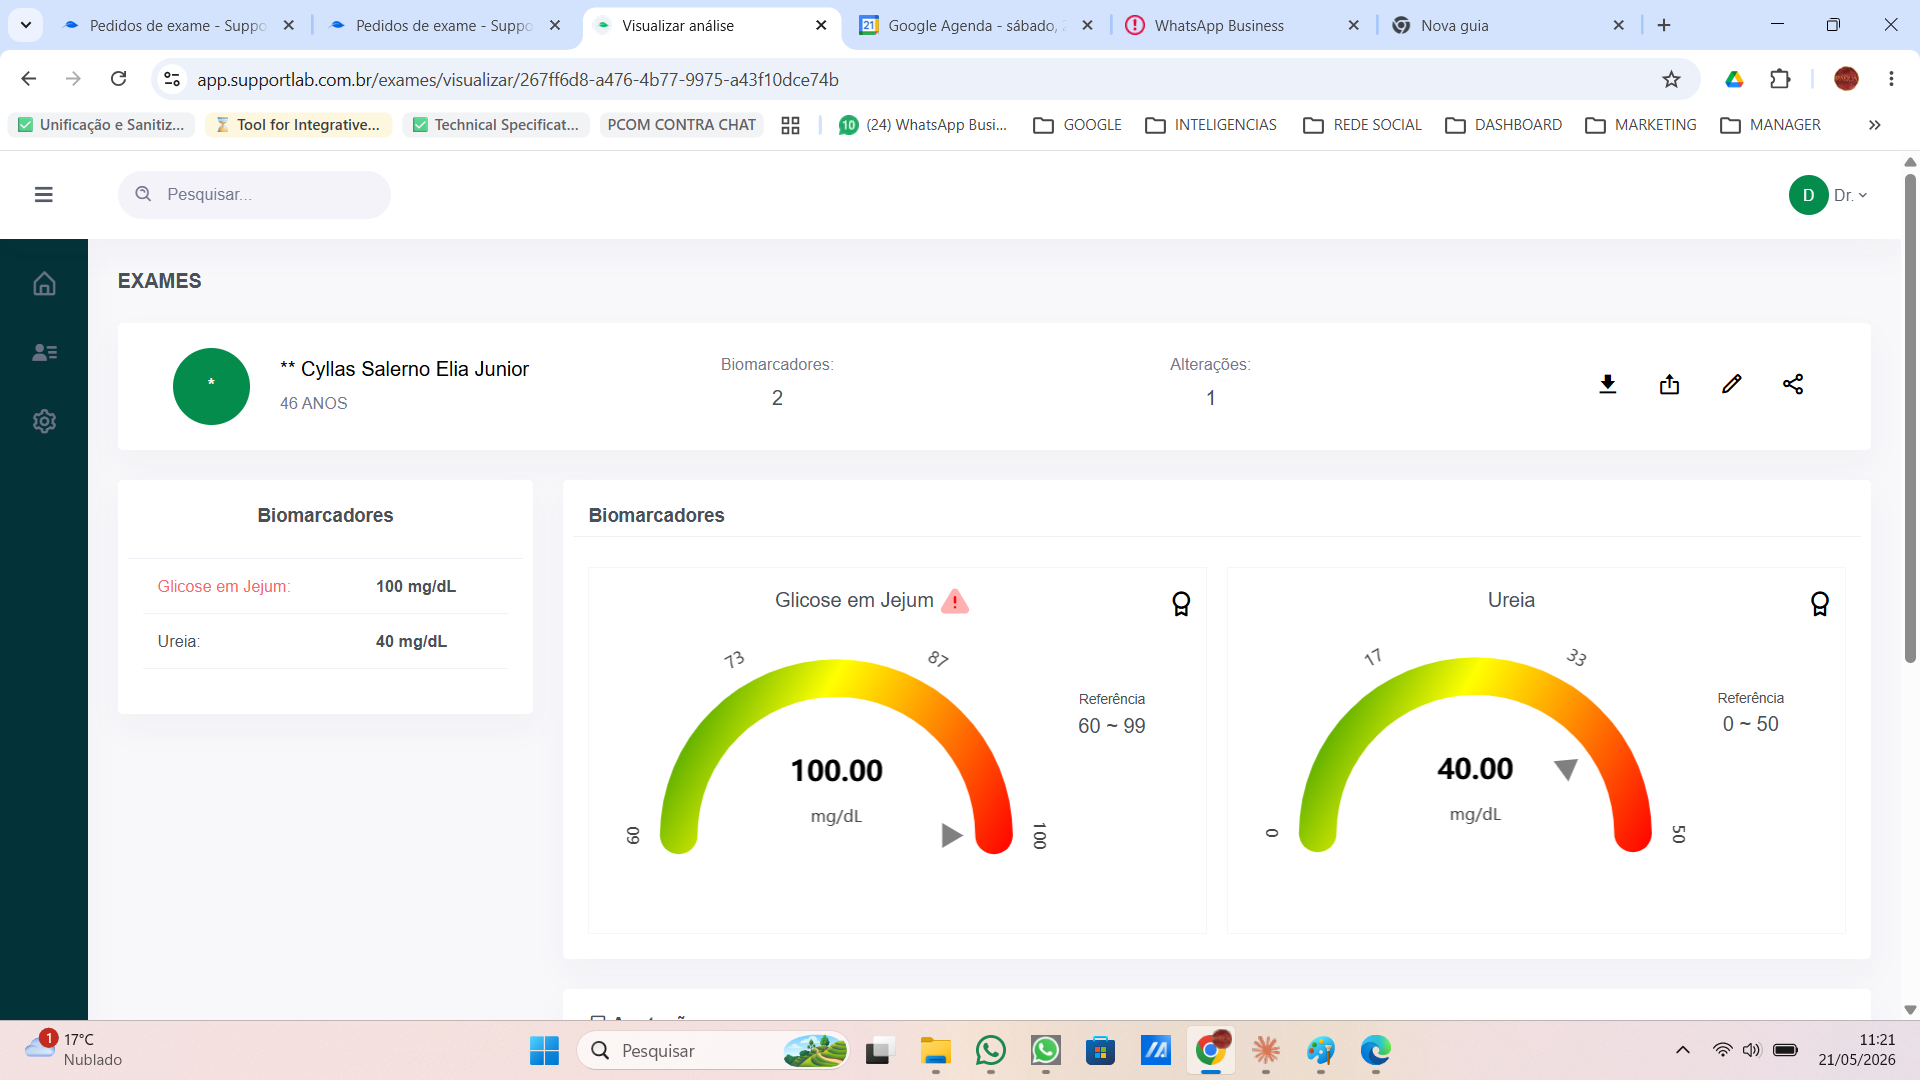 Pedidos de exame - Suppo
Pedidos de exame - Suppo
Visualizar análise
Google Agenda - sábado,
WhatsApp Business
Nova guia
app.supportlab.com.br/exames/visualizar/267ff6d8-a476-4b77-9975-a43f10dce74b
Unificação e Sanitiz...
Tool for Integrative...
Technical Specificat...
PCOM CONTRA CHAT
10
(24) WhatsApp Busi...
GOOGLE
INTELIGENCIAS
REDE SOCIAL
DASHBOARD
MARKETING
MANAGER
Pesquisar...
D
Dr.
EXAMES
*
** Cyllas Salerno Elia Junior
46 ANOS
Biomarcadores:
2
Alterações:
1
Biomarcadores
Glicose em Jejum: 100 mg/dL
Ureia: 40 mg/dL
Biomarcadores
Glicose em Jejum
73
87
60
100
100.00
mg/dL
Referência
60 ~ 99
Ureia
17
33
0
50
40.00
mg/dL
Referência
0 ~ 50
1
17°C
Nublado
Pesquisar
11:21
21/05/2026